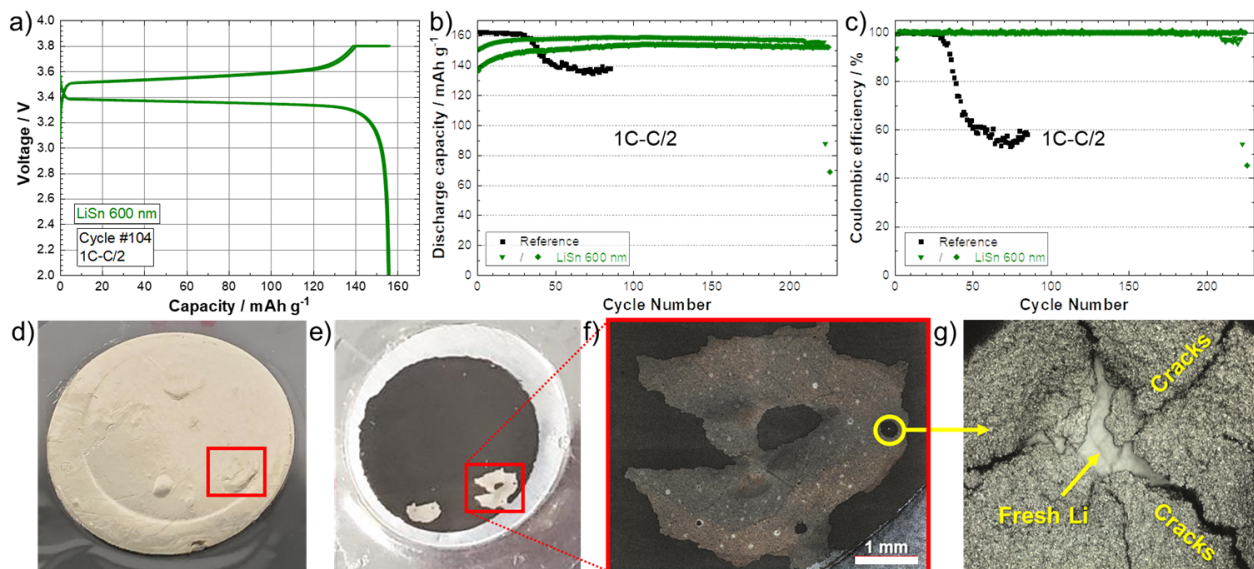 a)
Voltage / V
4.0
3.8
3.6
3.4
3.2
3.0
2.8
2.6
2.4
2.2
2.0
LiSn 600 nm
Cycle #104
1C-C/2
0 20 40 60 80 100 120 140 160
Capacity / mAh g-1
b)
Discharge capacity / mAh g-1
160
140
120
100
80
60
40
20
0
1C-C/2
Reference
/ LiSn 600 nm
0 50 100 150 200
Cycle Number
c)
Coulombic efficiency / %
100
80
60
40
20
0
1C-C/2
Reference
/ LiSn 600 nm
0 50 100 150 200
Cycle Number
d)
e)
f)
1 mm
g)
Cracks
Fresh Li
Cracks